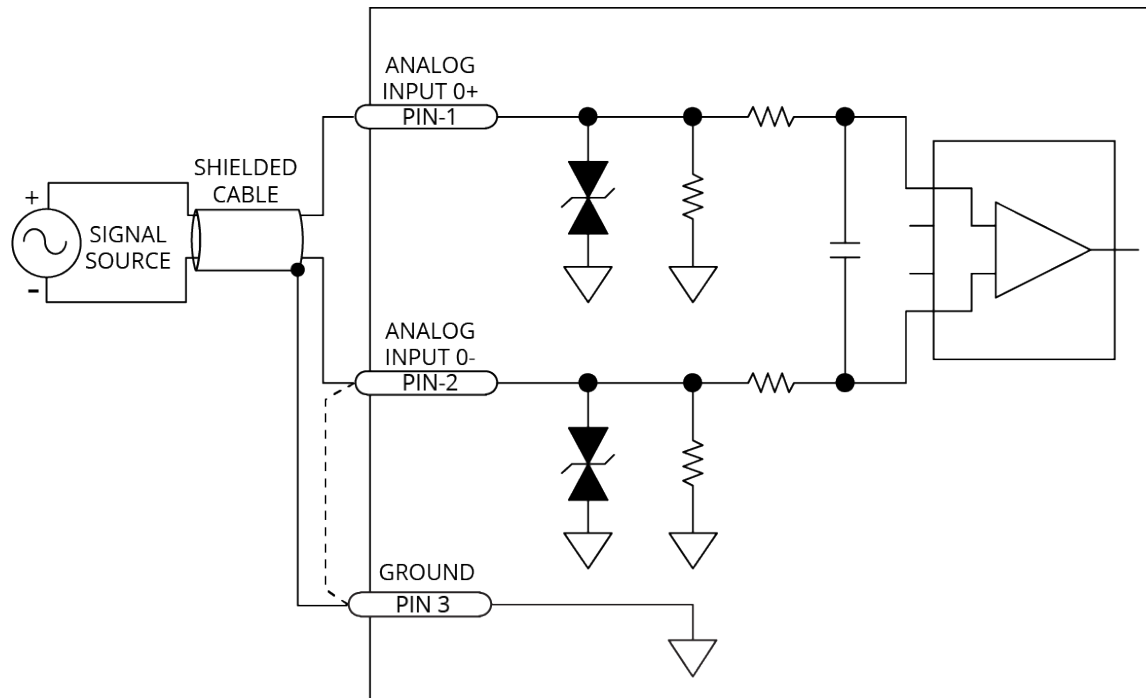 ANALOG
INPUT 0+
PIN-1
SHIELDED
CABLE
+
SIGNAL
SOURCE
-
ANALOG
INPUT 0-
PIN-2
GROUND
PIN 3